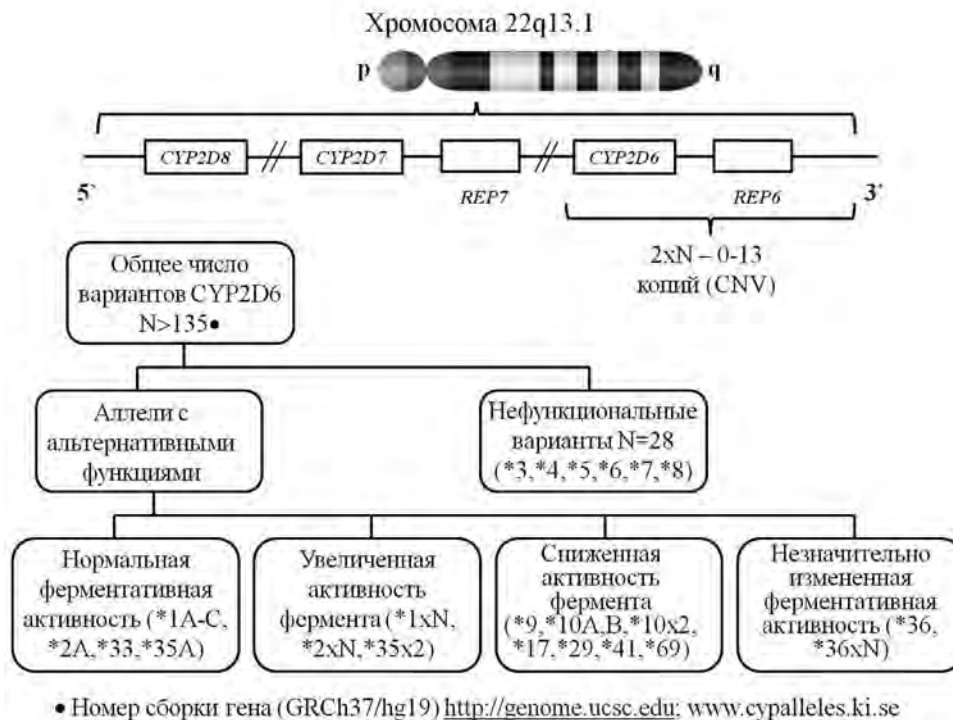 Хромосома 22q13.1
p q
CYP2D8 CYP2D7 CYP2D6
5` REP7 REP6 3´
2xN – 0-13
копий (CNV)
Общее число
вариантов CYP2D6
N>135•
Аллели с
альтернативными
функциями
Нефункциональные
варианты N=28
(*3,*4,*5,*6,*7,*8)
Нормальная
ферментативная
активность (*1A-C,
*2A,*33,*35A)
Увеличенная
активность
фермента (*1xN,
*2xN,*35x2)
Сниженная
активность
фермента
(*9,*10A,B,*10x2,
*17,*29,*41,*69)
Незначительно
измененная
ферментативная
активность (*36,
*36xN)
• Номер сборки гена (GRCh37/hg19) http://genome.ucsc.edu; www.cypalleles.ki.se